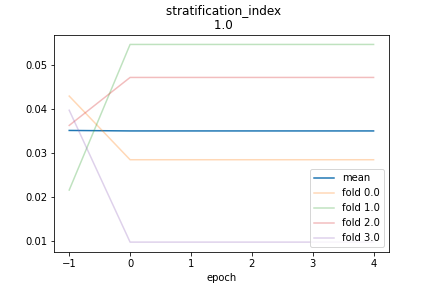 stratification_index
1.0
0.05
0.04
0.03
0.02
0.01
−1
0
1
2
3
4
epoch
mean
fold 0.0
fold 1.0
fold 2.0
fold 3.0